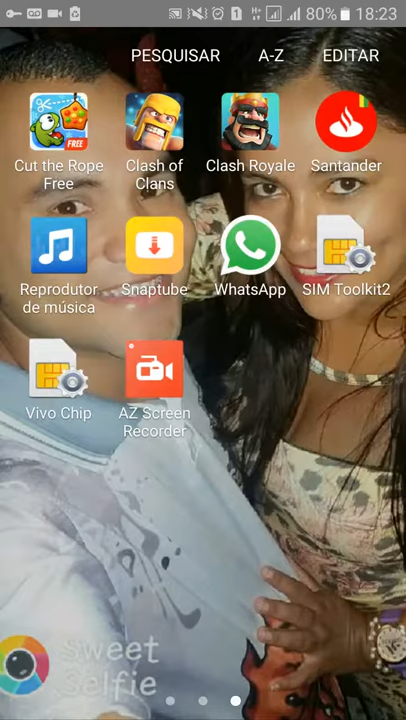 H+ 1 80% 18:23
PESQUISAR A-Z EDITAR
FREE
Cut the Rope Free
Clash of Clans
Clash Royale
Santander
Reprodutor de música
Snaptube
WhatsApp
SIM Toolkit2
Vivo Chip
AZ Screen Recorder
Sweet
Selfie